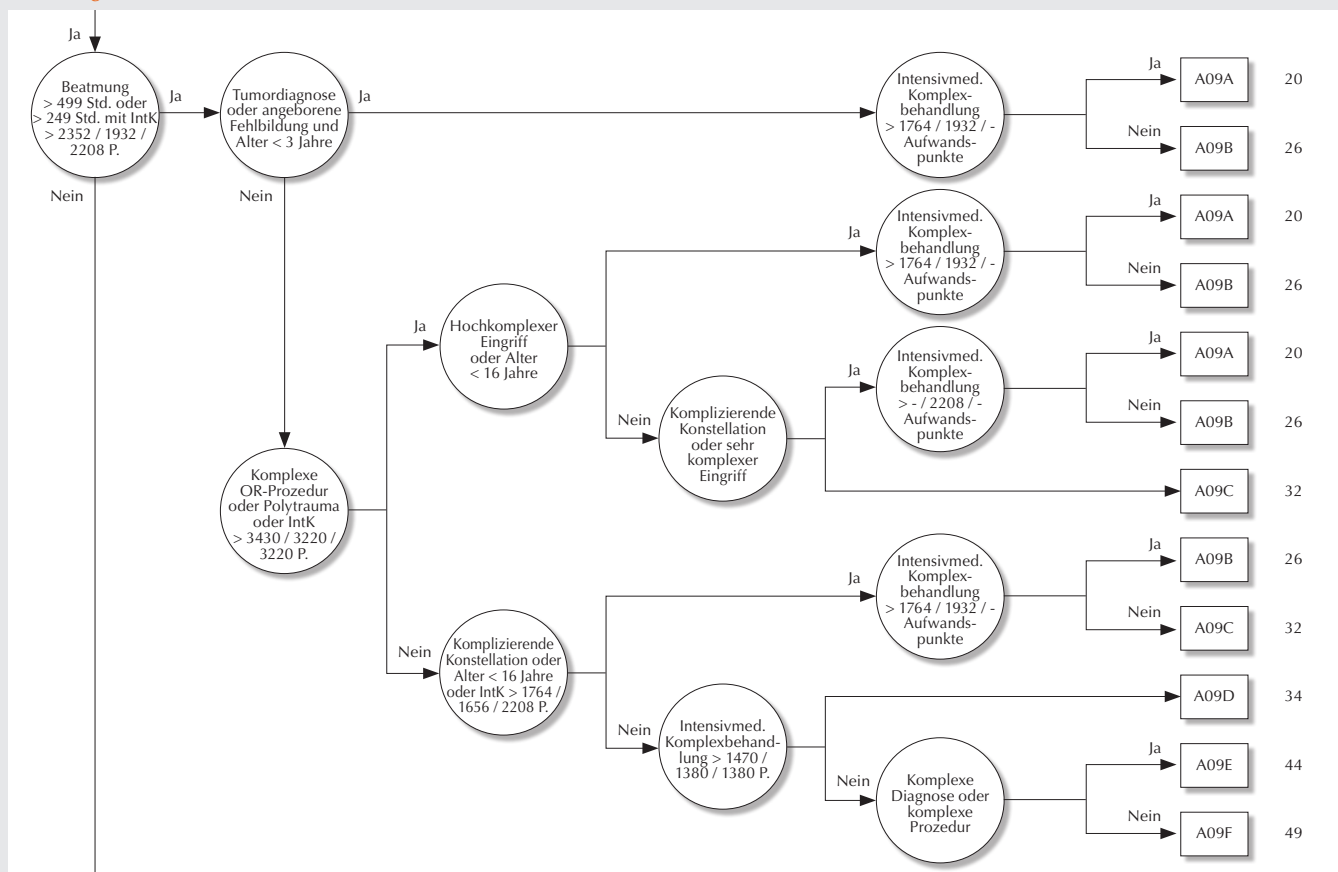 Ja
Beatmung
> 499 Std. oder
> 249 Std. mit IntK
> 2352 / 1932 /
2208 P.
Ja
Nein
Tumordiagnose
oder angeborene
Fehlbildung und
Alter < 3 Jahre
Ja
Nein
Intensivmed.
Komplex-
behandlung
> 1764 / 1932 / -
Aufwands-
punkte
Ja
A09A
20
Nein
A09B
26
Komplexe
OR-Prozedur
oder Polytrauma
oder IntK
> 3430 / 3220 /
3220 P.
Ja
Hochkomplexer
Eingriff
oder Alter
< 16 Jahre
Ja
Intensivmed.
Komplex-
behandlung
> 1764 / 1932 / -
Aufwands-
punkte
Ja
A09A
20
Nein
A09B
26
Nein
Komplizierende
Konstellation
oder sehr
komplexer
Eingriff
Ja
Intensivmed.
Komplex-
behandlung
> - / 2208 / -
Aufwands-
punkte
Ja
A09A
20
Nein
A09B
26
A09C
32
Nein
Komplizierende
Konstellation oder
Alter < 16 Jahre
oder IntK > 1764 /
1656 / 2208 P.
Ja
Intensivmed.
Komplex-
behandlung
> 1764 / 1932 / -
Aufwands-
punkte
Ja
A09B
26
Nein
A09C
32
Nein
Intensivmed.
Komplexbehand-
lung > 1470 /
1380 / 1380 P.
A09D
34
Nein
Komplexe
Diagnose oder
komplexe
Prozedur
Ja
A09E
44
Nein
A09F
49